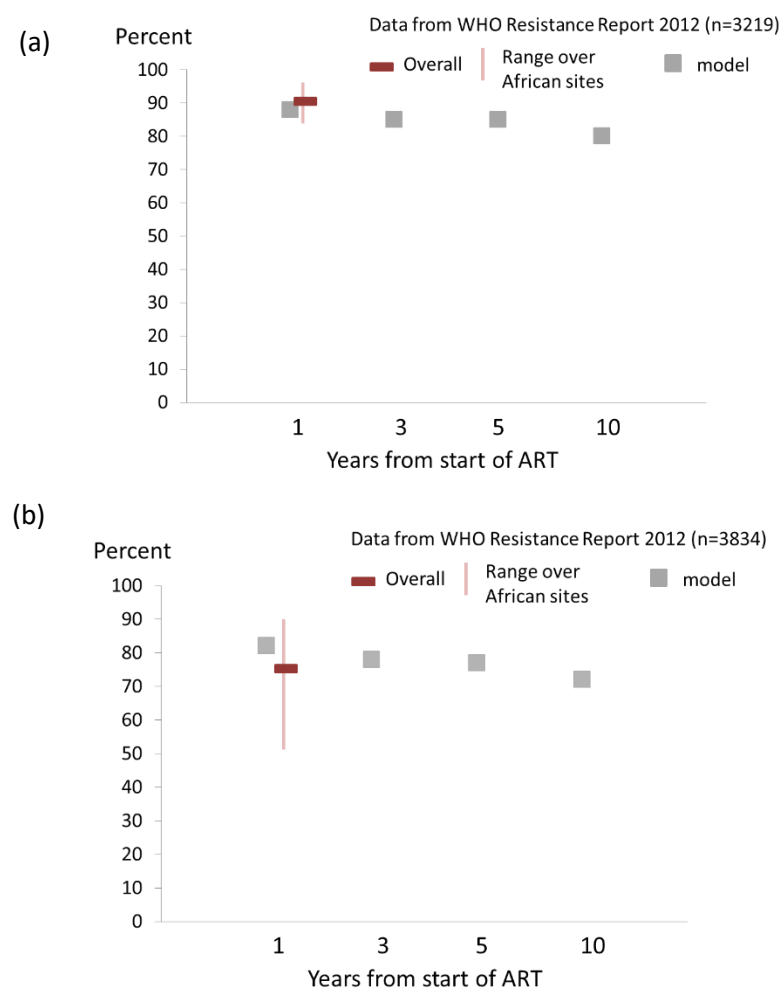 (a)
Percent
Data from WHO Resistance Report 2012 (n=3219)
Overall
Range over
African sites
model
100
90
80
70
60
50
40
30
20
10
0
1 3 5 10
Years from start of ART
(b)
Percent
Data from WHO Resistance Report 2012 (n=3834)
Overall
Range over
African sites
model
100
90
80
70
60
50
40
30
20
10
0
1 3 5 10
Years from start of ART